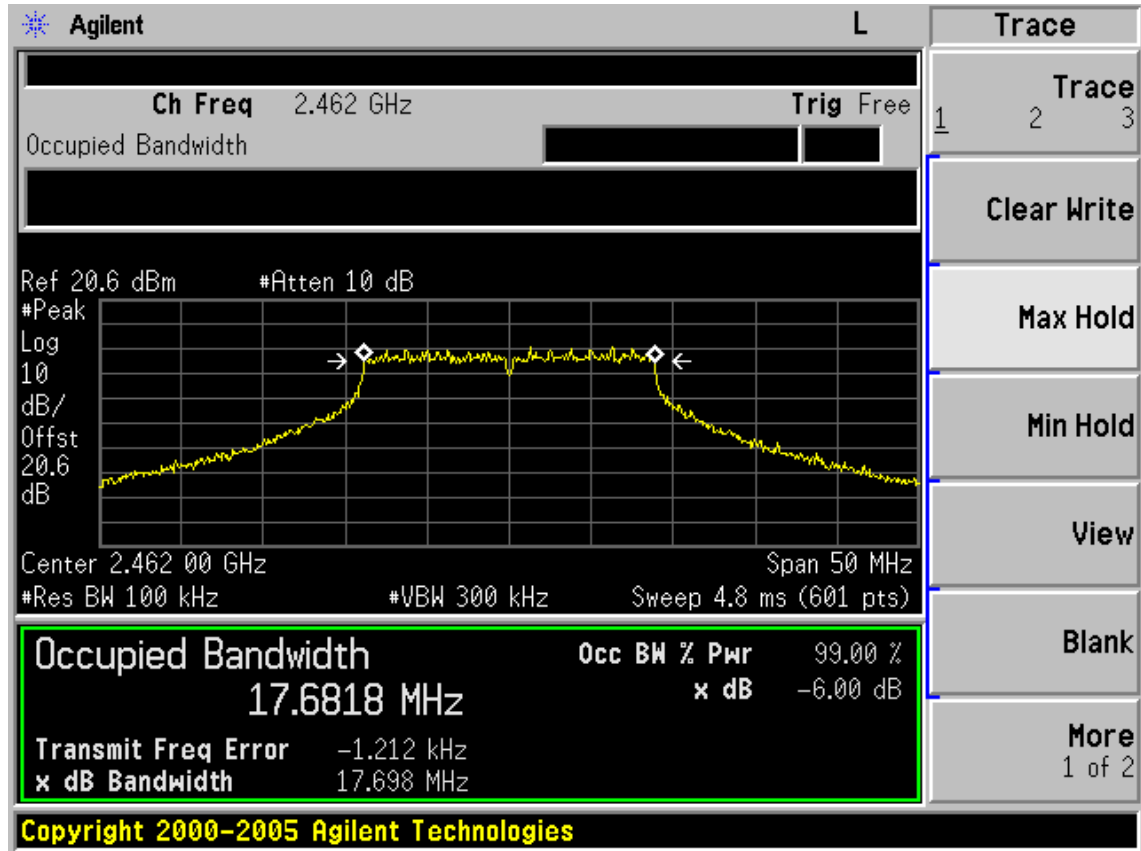 Agilent L
Ch Freq 2.462 GHz Trig Free
Occupied Bandwidth
Ref 20.6 dBm #Atten 10 dB
#Peak
Log
10
dB/
Offst
20.6
dB
Center 2.462 00 GHz Span 50 MHz
#Res BW 100 kHz #VBW 300 kHz Sweep 4.8 ms (601 pts)
Occupied Bandwidth Occ BW % Pwr 99.00 %
17.6818 MHz x dB -6.00 dB
Transmit Freq Error -1.212 kHz
x dB Bandwidth 17.698 MHz
Copyright 2000-2005 Agilent Technologies
Trace
Trace
1 2 3
Clear Write
Max Hold
Min Hold
View
Blank
More
1 of 2